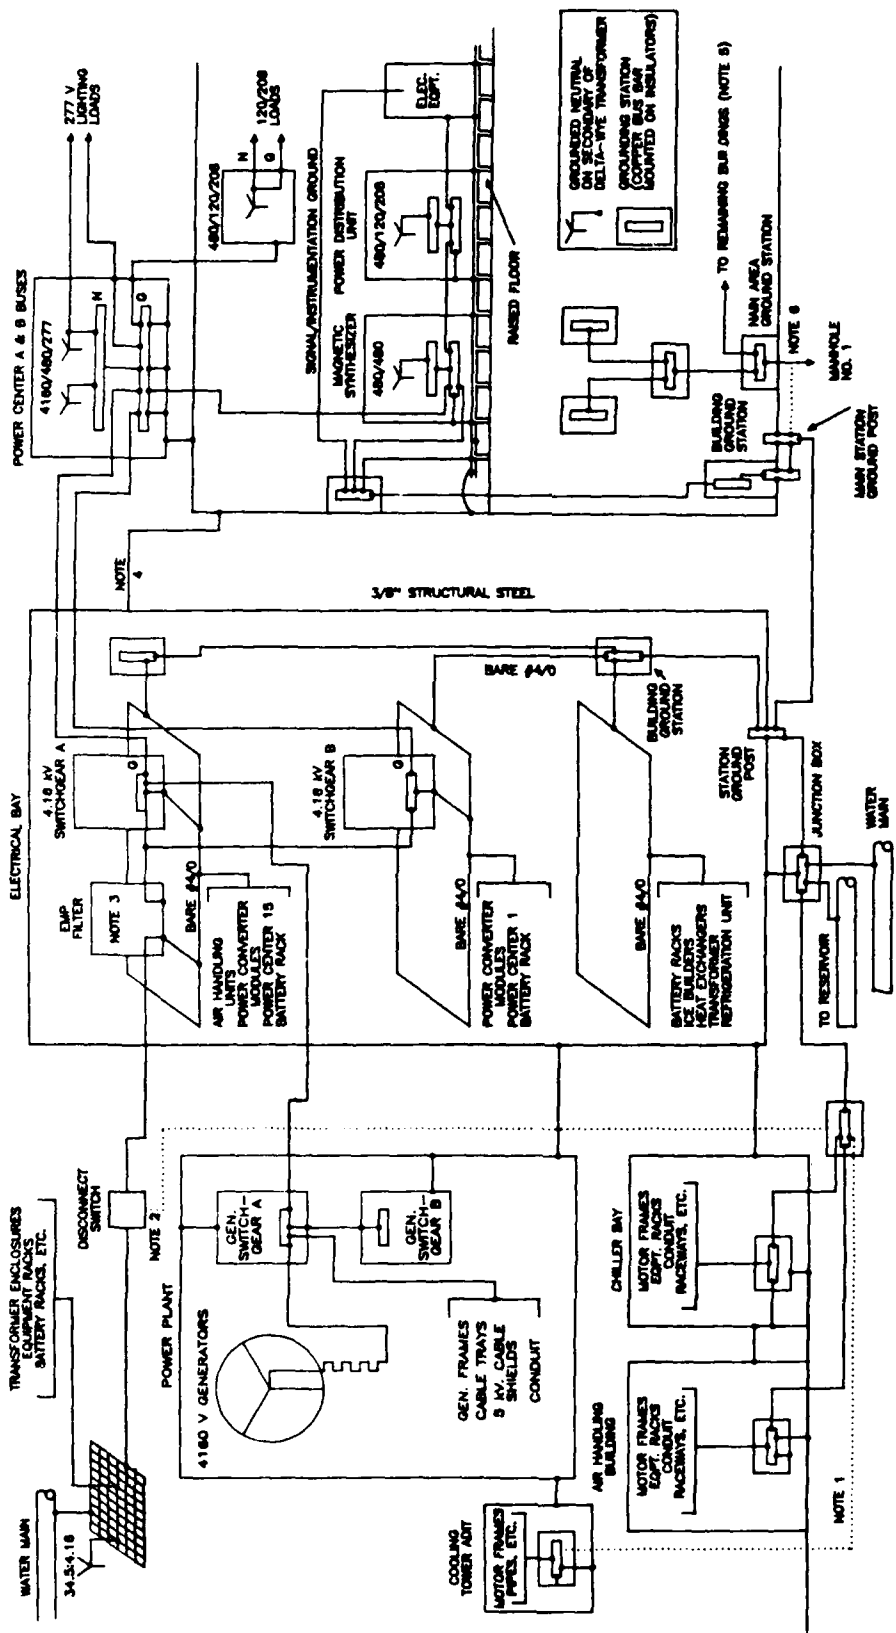 WATER MAIN
34.5:4.16
TRANSFORMER ENCLOSURES
EQUIPMENT RACKS
BATTERY RACKS, ETC.
DISCONNECT
SWITCH
NOTE 2
POWER PLANT
4160 V GENERATORS
GEN.
SWITCH-
GEAR A
GEN.
SWITCH-
GEAR B
GEN. FRAMES
CABLE TRAYS
5 kV. CABLE
SHIELDS
CONDUIT
COOLING
TOWER ADIT
MOTOR FRAMES
PIPES, ETC.
AIR HANDLING
BUILDING
MOTOR FRAMES
EQPT. RACKS
CONDUIT
RACEWAYS, ETC.
CHILLER BAY
MOTOR FRAMES
EQPT. RACKS
CONDUIT
RACEWAYS, ETC.
NOTE 1
ELECTRICAL BAY
EMP
FILTER
NOTE 3
4.16 kV
SWITCHGEAR A
G
BARE #4/0
AIR HANDLING
UNITS
POWER CONVERTER
MODULES
POWER CENTER 15
BATTERY RACK
4.16 kV
SWITCHGEAR B
G
BARE #4/0
POWER CONVERTER
MODULES
POWER CENTER 1
BATTERY RACK
BARE #4/0
BATTERY RACKS
ICE BUILDERS
HEAT EXCHANGERS
TRANSFORMER
REFRIGERATION UNIT
BARE #4/0
BUILDING
GROUND
STATION
STATION
GROUND
POST
JUNCTION BOX
TO RESERVOIR
WATER
MAIN
NOTE
4
3/8" STRUCTURAL STEEL
POWER CENTER A & B BUSES
4160/480/277
N
G
277 V
LIGHTING
LOADS
480/120/208
N
G
120/208
LOADS
SIGNAL/INSTRUMENTATION GROUND
MAGNETIC
SYNTHESIZER
480/480
POWER DISTRIBUTION
UNIT
480/120/208
ELEC.
EQPT.
RAISED FLOOR
GROUNDED NEUTRAL
ON SECONDARY OF
DELTA-WYE TRANSFORMER
GROUNDING STATION
(COPPER BUS BAR
MOUNTED ON INSULATORS)
BUILDING
GROUND
STATION
TO REMAINING BUILDINGS (NOTE 5)
MAIN AREA
GROUND STATION
NOTE 6
MANHOLE
NO. 1
MAIN STATION
GROUND POST